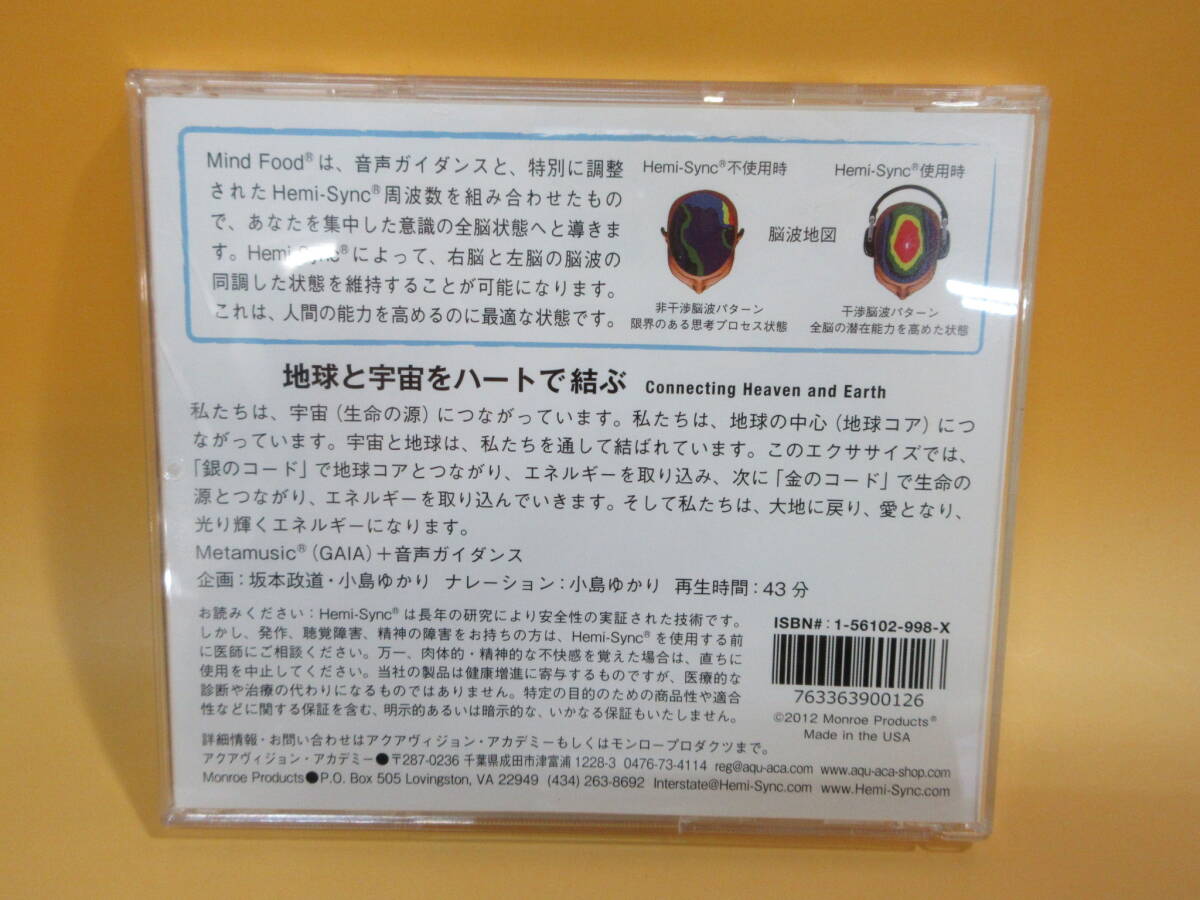 Mind Food®は、音声ガイダンスと、特別に調整
されたHemi-Sync®周波数を組み合わせたもの
で、あなたを集中した意識の全脳状態へと導きま
す。Hemi-Sync®によって、右脳と左脳の脳波の
同調した状態を維持することが可能になります。
これは、人間の能力を高めるのに最適な状態です。
Hemi-Sync®不使用時
Hemi-Sync®使用時
脳波地図
非干渉脳波パターン
限界のある思考プロセス状態
干渉脳波パターン
全脳の潜在能力を高めた状態
地球と宇宙をハートで結ぶ Connecting Heaven and Earth
私たちは、宇宙(生命の源)につながっています。私たちは、地球の中心(地球コア)につ
ながっています。宇宙と地球は、私たちを通して結ばれています。このエクササイズでは、
「銀のコード」で地球コアとつながり、エネルギーを取り込み、次に「金のコード」で生命の
源とつながり、エネルギーを取り込んでいきます。そして私たちは、大地に戻り、愛となり、
光り輝くエネルギーになります。
Metamusic®(GAIA)+音声ガイダンス
企画:坂本政道・小島ゆかり ナレーション:小島ゆかり 再生時間:43分
お読みください:Hemi-Sync®は長年の研究により安全性の実証された技術です。
しかし、発作、聴覚障害、精神の障害をお持ちの方は、Hemi-Sync®を使用する前
に医師にご相談ください。万一、肉体的・精神的な不快感を覚えた場合は、直ちに
使用を中止してください。当社の製品は健康増進に寄与するものですが、医療的な
診断や治療の代わりになるものではありません。特定の目的のための商品性や適合
性などに関する保証を含む、明示的あるいは暗示的な、いかなる保証もいたしません。
ISBN#: 1-56102-998-X
763363900126
©2012 Monroe Products®
Made in the USA
詳細情報・お問い合わせはアクアヴィジョン・アカデミーもしくはモンロープロダクツまで。
アクアヴィジョン・アカデミー●〒287-0236 千葉県成田市津富浦 1228-3 0476-73-4114 reg@aqu-aca.com www.aqu-aca-shop.com
Monroe Products●P.O. Box 505 Lovingston, VA 22949 (434) 263-8692 Interstate@Hemi-Sync.com www.Hemi-Sync.com